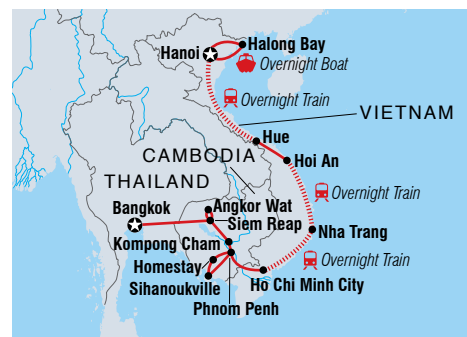 Hanoi
Halong Bay
Overnight Boat
Overnight Train
VIETNAM
Hue
CAMBODIA
Hoi An
THAILAND
Overnight Train
Bangkok
Angkor Wat
Siem Reap
Nha Trang
Kompong Cham
Overnight Train
Homestay
Sihanoukville
Ho Chi Minh City
Phnom Penh